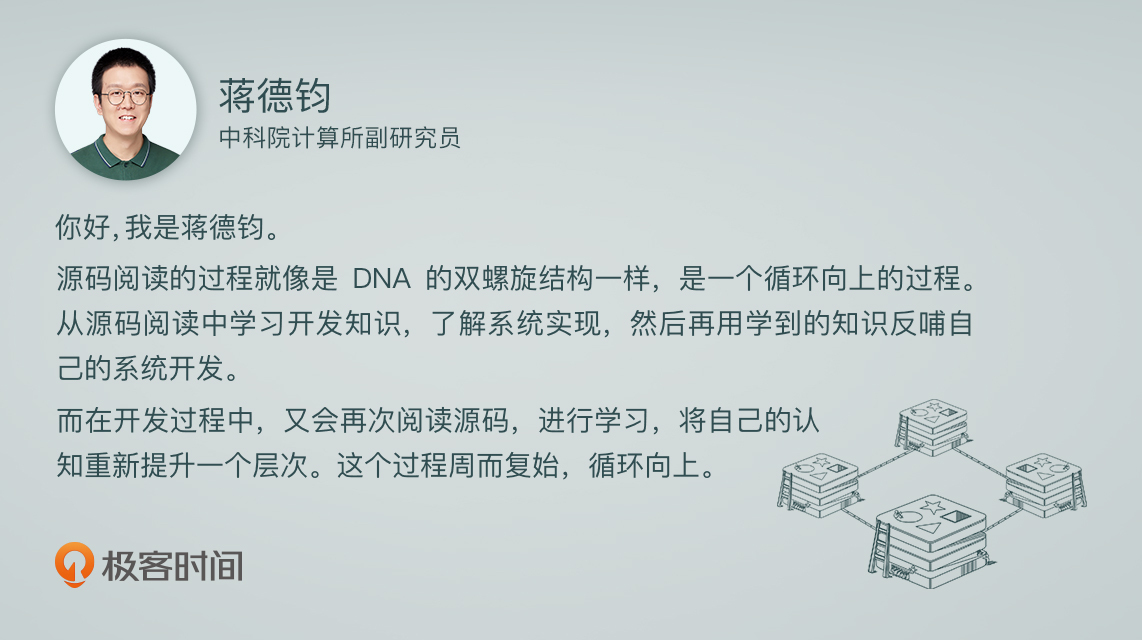 蒋德钧
中科院计算所副研究员
你好，我是蒋德钧。
源码阅读的过程就像是 DNA 的双螺旋结构一样，是一个循环向上的过程。
从源码阅读中学习开发知识，了解系统实现，然后再用学到的知识反哺自
己的系统开发。
而在开发过程中，又会再次阅读源码，进行学习，将自己的认
知重新提升一个层次。这个过程周而复始，循环向上。
极客时间